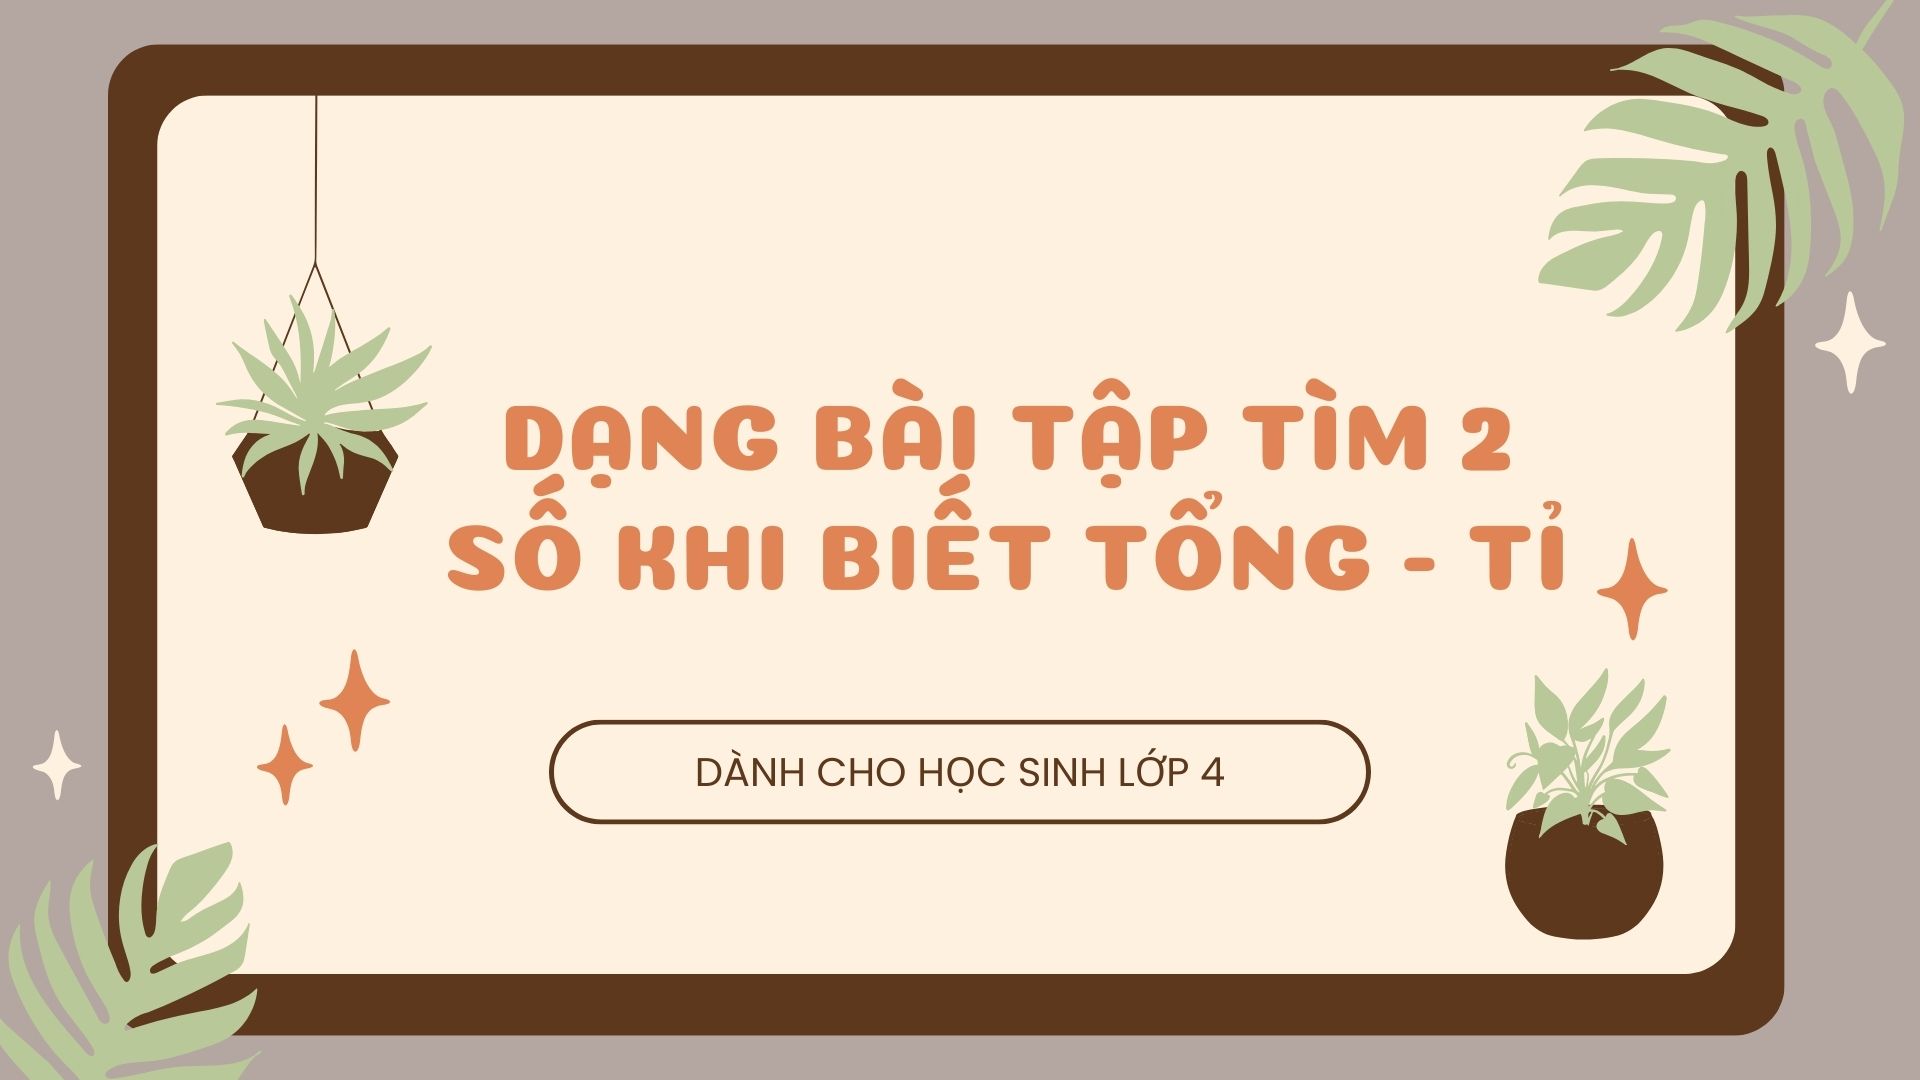 DẠNG BÀI TẬP TÌM 2
SỐ KHI BIẾT TỔNG - TỈ
DÀNH CHO HỌC SINH LỚP 4